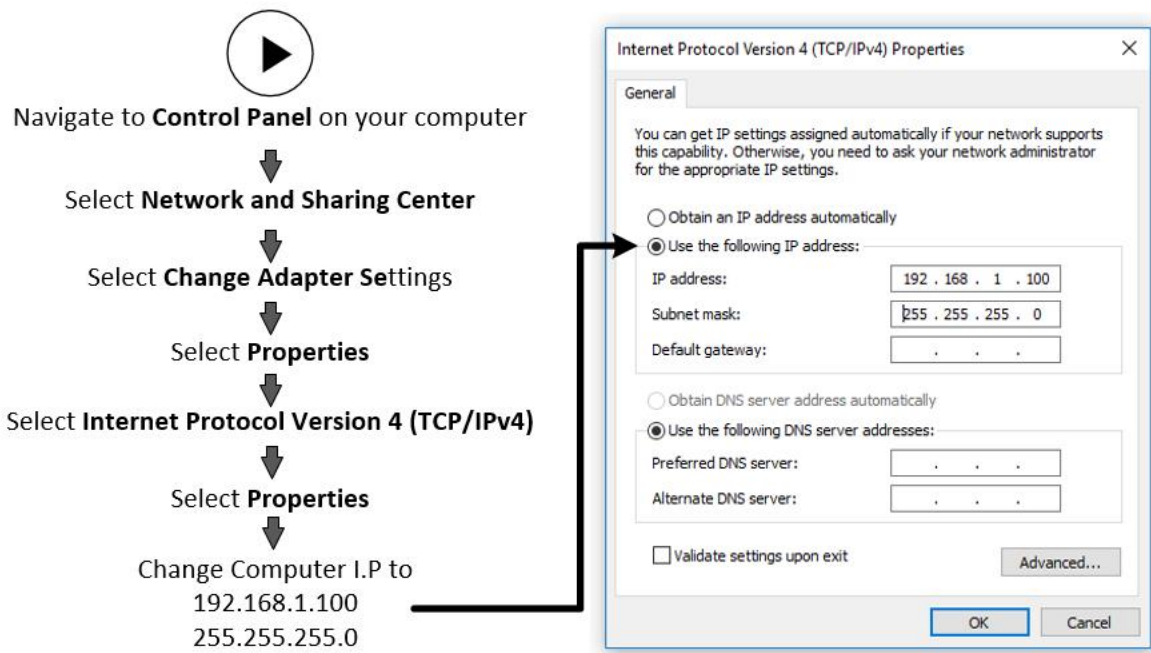 Navigate to Control Panel on your computer
Select Network and Sharing Center
Select Change Adapter Settings
Select Properties
Select Internet Protocol Version 4 (TCP/IPv4)
Select Properties
Change Computer I.P to
192.168.1.100
255.255.255.0
Internet Protocol Version 4 (TCP/IPv4) Properties
General
You can get IP settings assigned automatically if your network supports
this capability. Otherwise, you need to ask your network administrator
for the appropriate IP settings.
Obtain an IP address automatically
Use the following IP address:
IP address: 192 . 168 . 1 . 100
Subnet mask: 255 . 255 . 255 . 0
Default gateway: . . .
Obtain DNS server address automatically
Use the following DNS server addresses:
Preferred DNS server: . . .
Alternate DNS server: . . .
Validate settings upon exit
Advanced...
OK Cancel